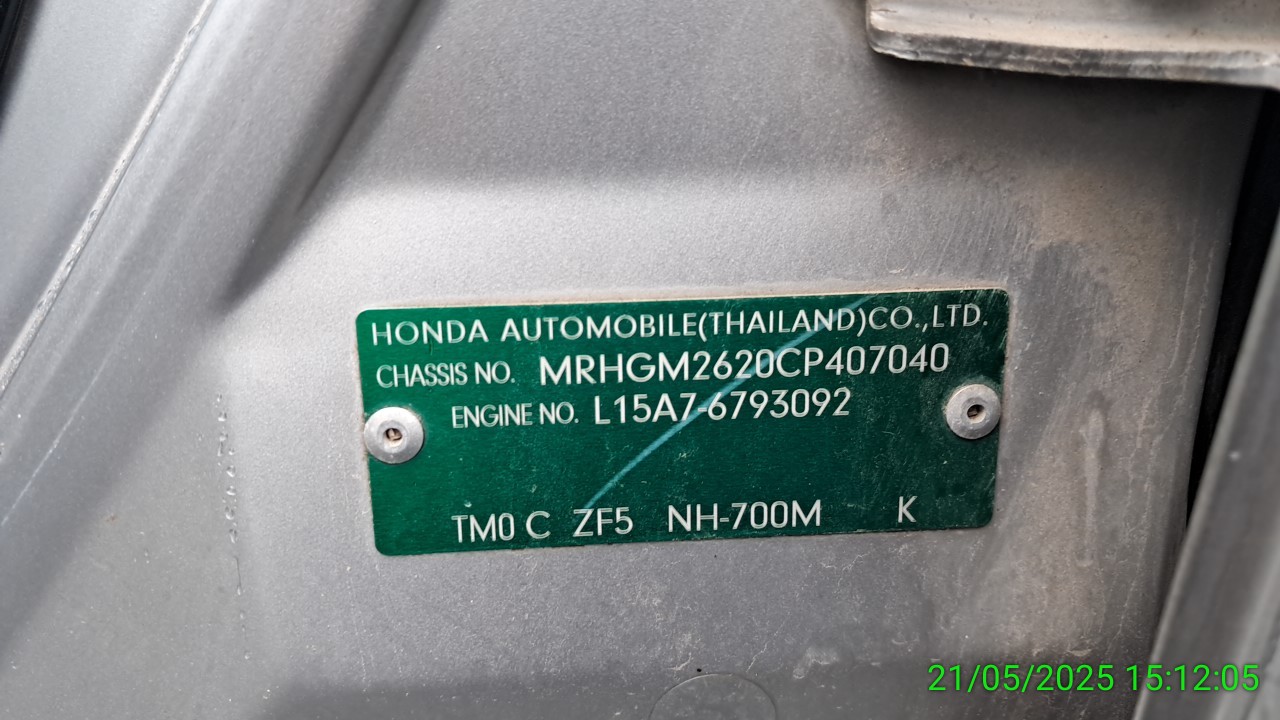 HONDA AUTOMOBILE(THAILAND)CO.,LTD.
CHASSIS NO. MRHGM2620CP407040
ENGINE NO. L15A7-6793092
TM0 C ZF5 NH-700M K
21/05/2025 15:12:05